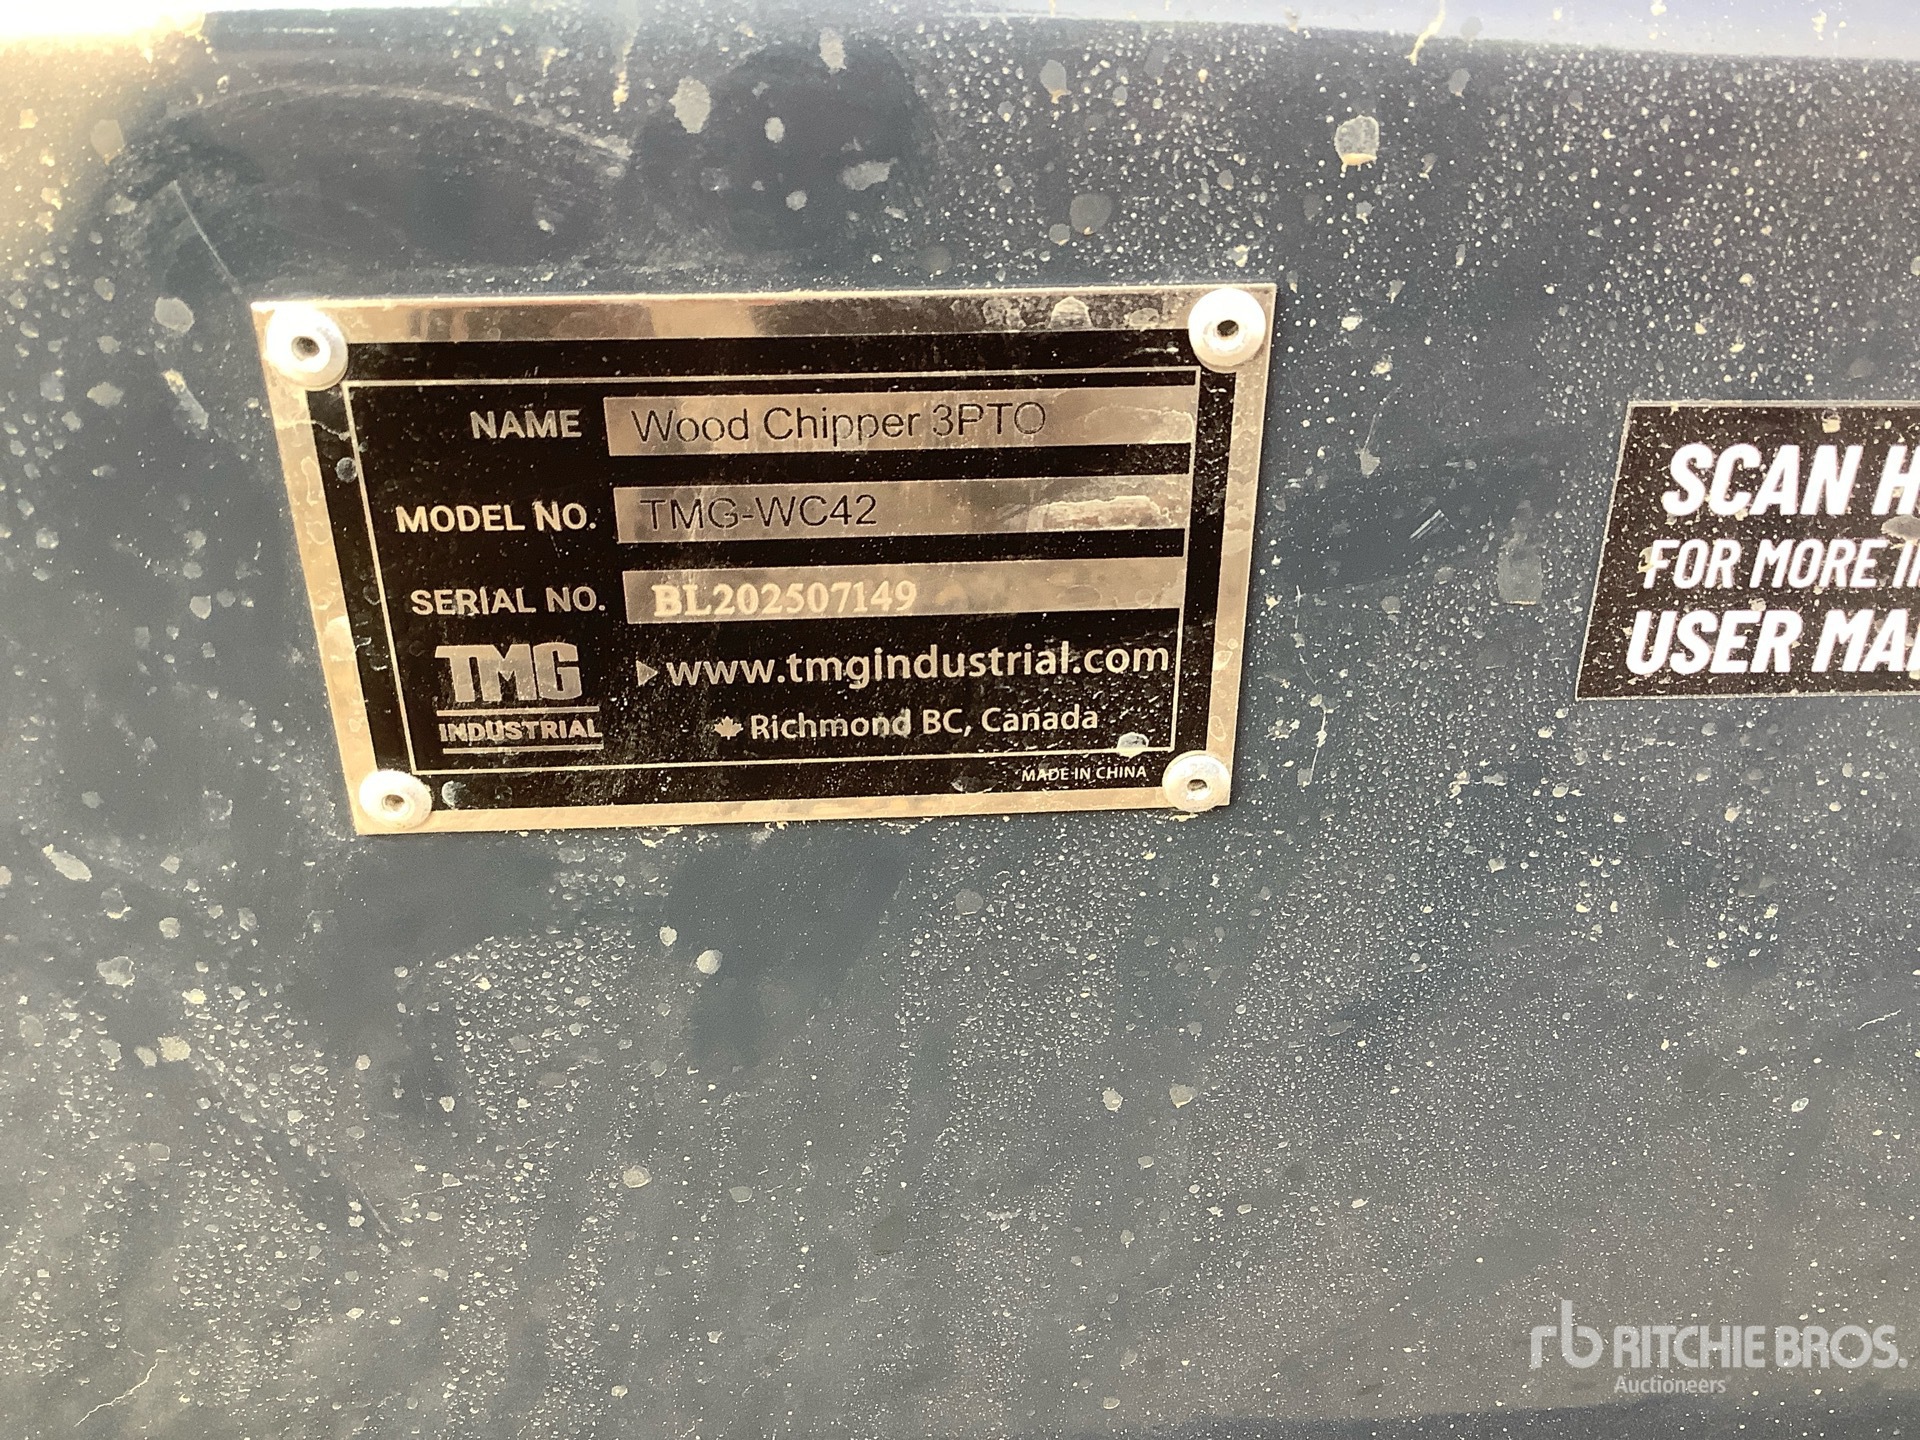 NAME Wood Chipper 3PTO
MODEL NO. TMG-WC42
SERIAL NO. BL202507149
TMG
INDUSTRIAL
www.tmgindustrial.com
Richmond BC, Canada
MADE IN CHINA
SCAN
FOR MORE
USER
rb RITCHIE BROS.
Auctioneers